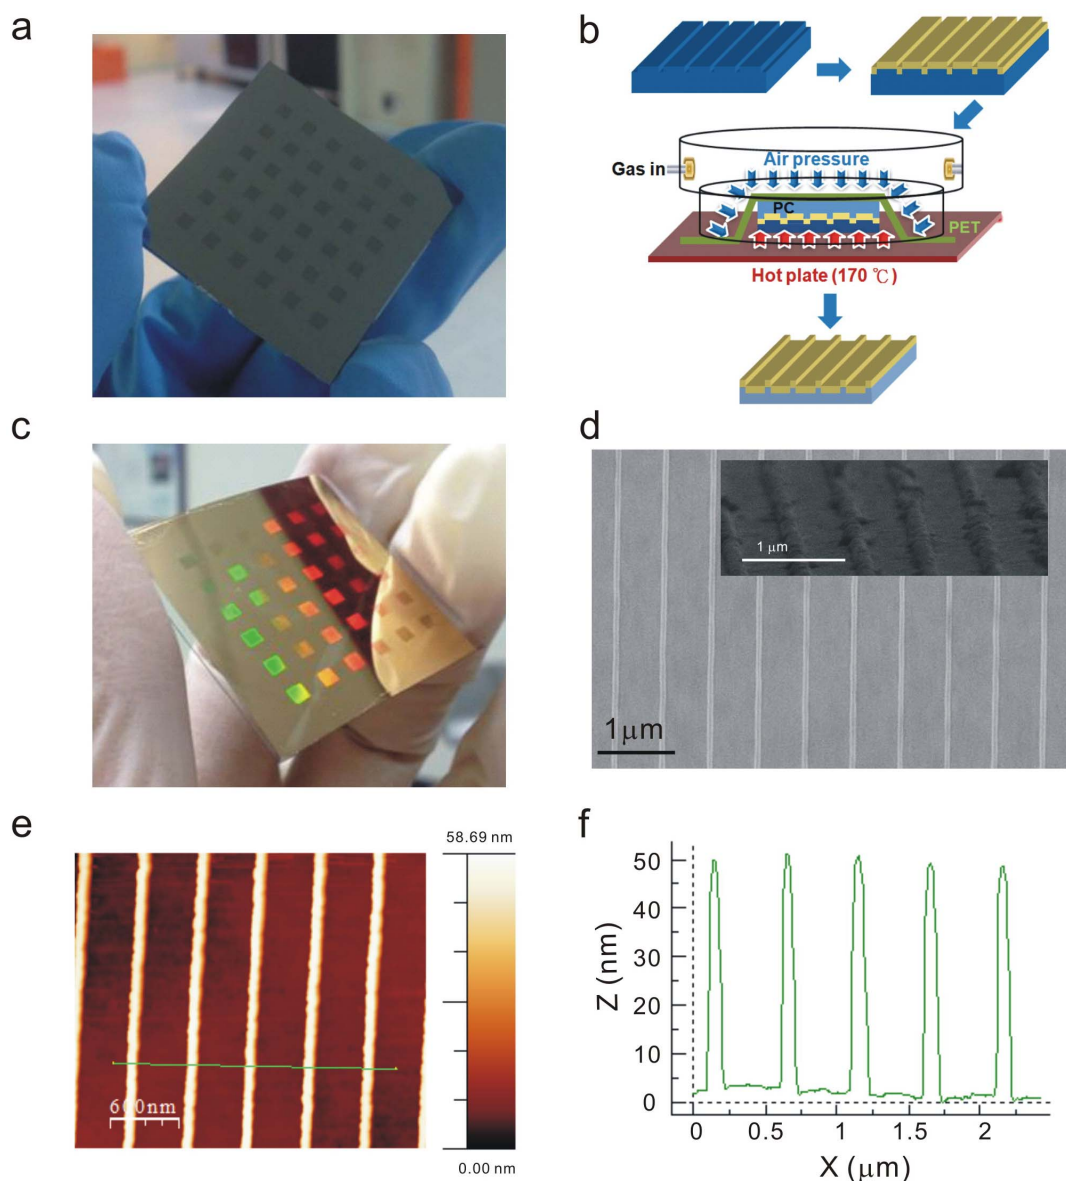 a
b
Gas in
Air pressure
PC
PET
Hot plate (170 ℃)
c
d
1 μm
1μm
e
58.69 nm
600nm
0.00 nm
f
Z (nm)
50
40
30
20
10
0
0 0.5 1 1.5 2
X (μm)